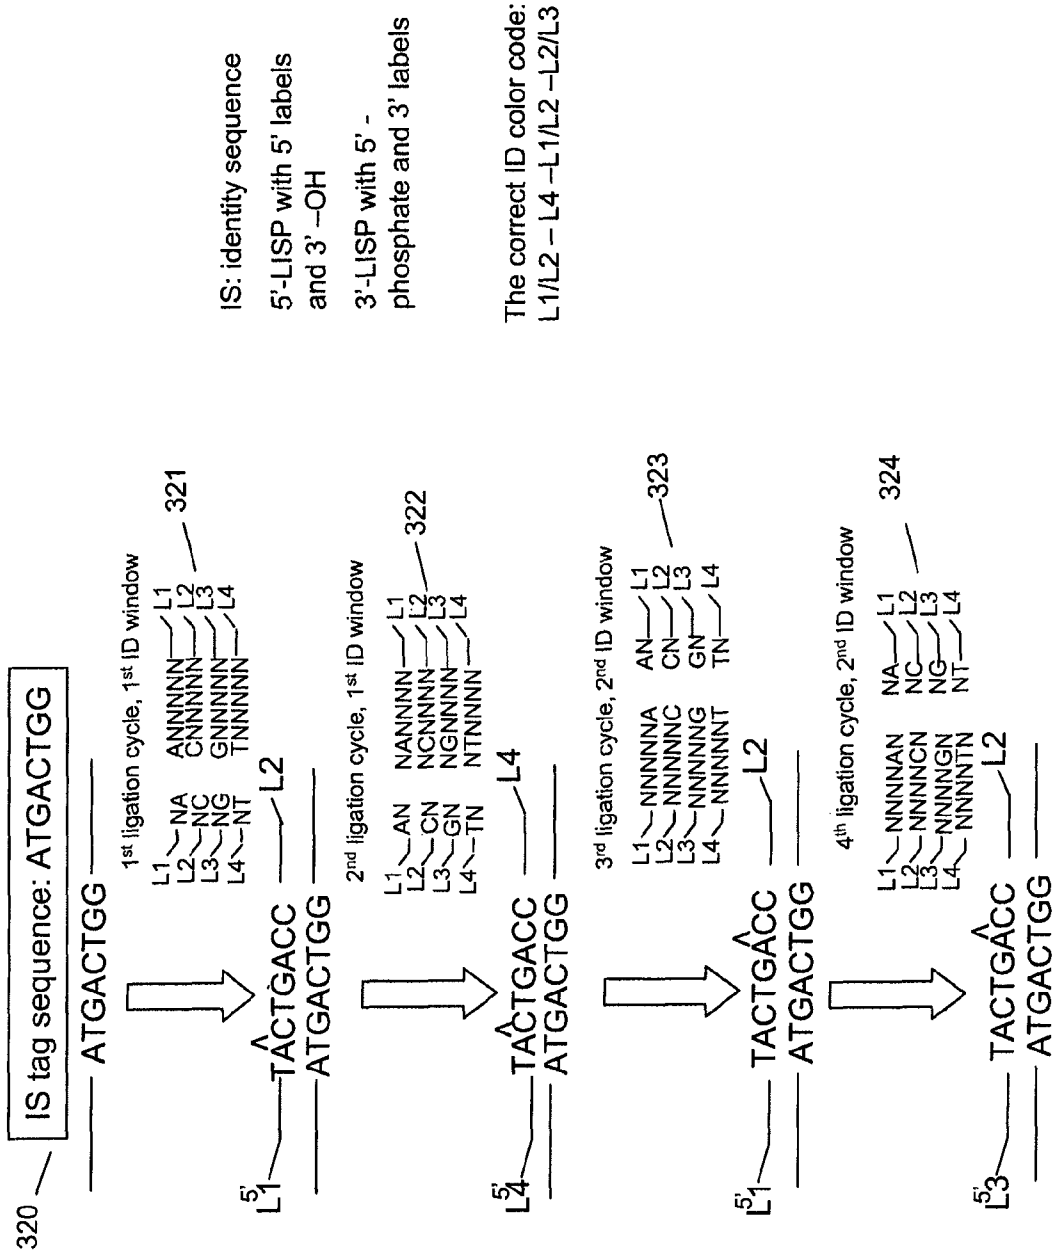 320
IS tag sequence: ATGACTGG
ATGACTGG
1st ligation cycle, 1st ID window
L1 NA ANNNNN L1
L2 NC CNNNNN L2
L3 NG GNNNNN L3
L4 NT TNNNNN L4
321
5'
L1 TACTGACC L2
^
ATGACTGG
2nd ligation cycle, 1st ID window
L1 AN NANNNN L1
L2 CN NCNNNN L2
L3 GN NGNNNN L3
L4 TN NTNNNN L4
322
5'
L4 TACTGACC L4
^
ATGACTGG
3rd ligation cycle, 2nd ID window
L1 NNNNNA AN L1
L2 NNNNNC CN L2
L3 NNNNNG GN L3
L4 NNNNNT TN L4
323
5'
L1 TACTGACC L2
^
ATGACTGG
4th ligation cycle, 2nd ID window
L1 NNNNAN NA L1
L2 NNNNCN NC L2
L3 NNNNGN NG L3
L4 NNNNTN NT L4
324
5'
L3 TACTGACC L2
^
ATGACTGG
IS: identity sequence
5'-LISP with 5' labels
and 3' –OH
3'-LISP with 5' -
phosphate and 3' labels
The correct ID color code:
L1/L2 – L4 –L1/L2 –L2/L3